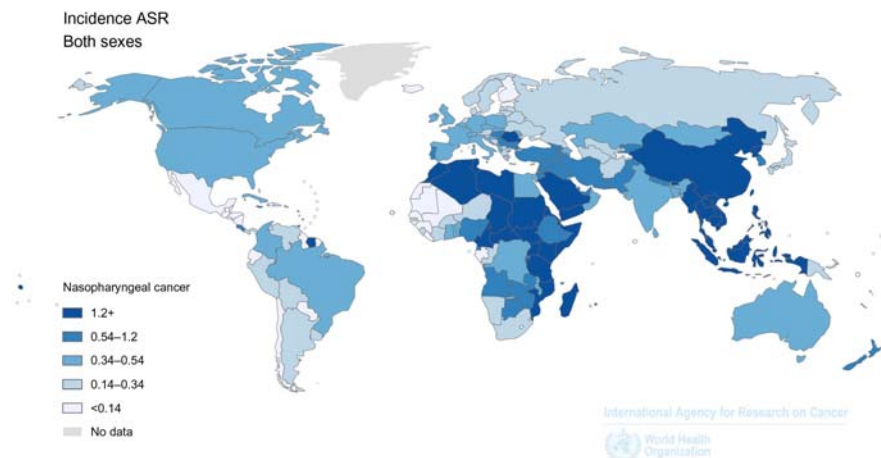 Incidence ASR
Both sexes
Nasopharyngeal cancer
1.2+
0.54–1.2
0.34–0.54
0.14–0.34
<0.14
No data
International Agency for Research on Cancer
World Health
Organization